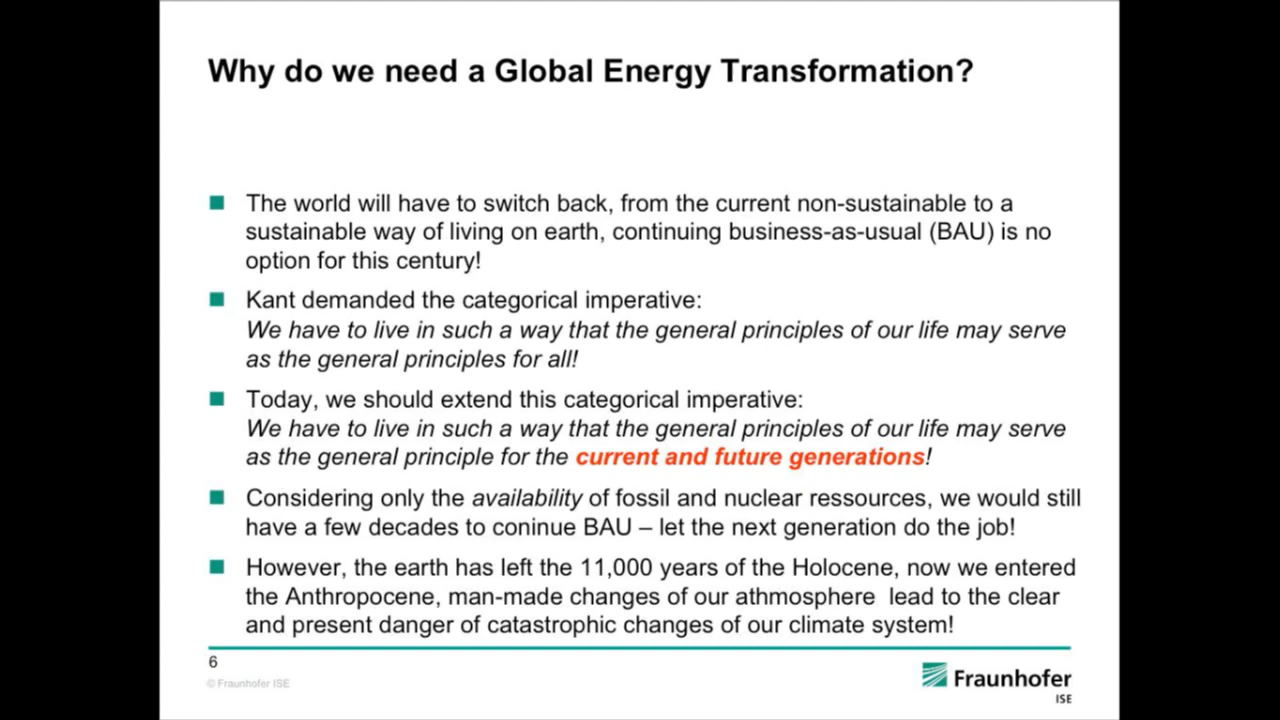 Why do we need a Global Energy Transformation?
The world will have to switch back, from the current non-sustainable to a
sustainable way of living on earth, continuing business-as-usual (BAU) is no
option for this century!
Kant demanded the categorical imperative:
We have to live in such a way that the general principles of our life may serve
as the general principles for all!
Today, we should extend this categorical imperative:
We have to live in such a way that the general principles of our life may serve
as the general principle for the current and future generations!
Considering only the availability of fossil and nuclear ressources, we would still
have a few decades to coninue BAU – let the next generation do the job!
However, the earth has left the 11,000 years of the Holocene, now we entered
the Anthropocene, man-made changes of our athmosphere lead to the clear
and present danger of catastrophic changes of our climate system!
6
© Fraunhofer ISE
Fraunhofer
ISE